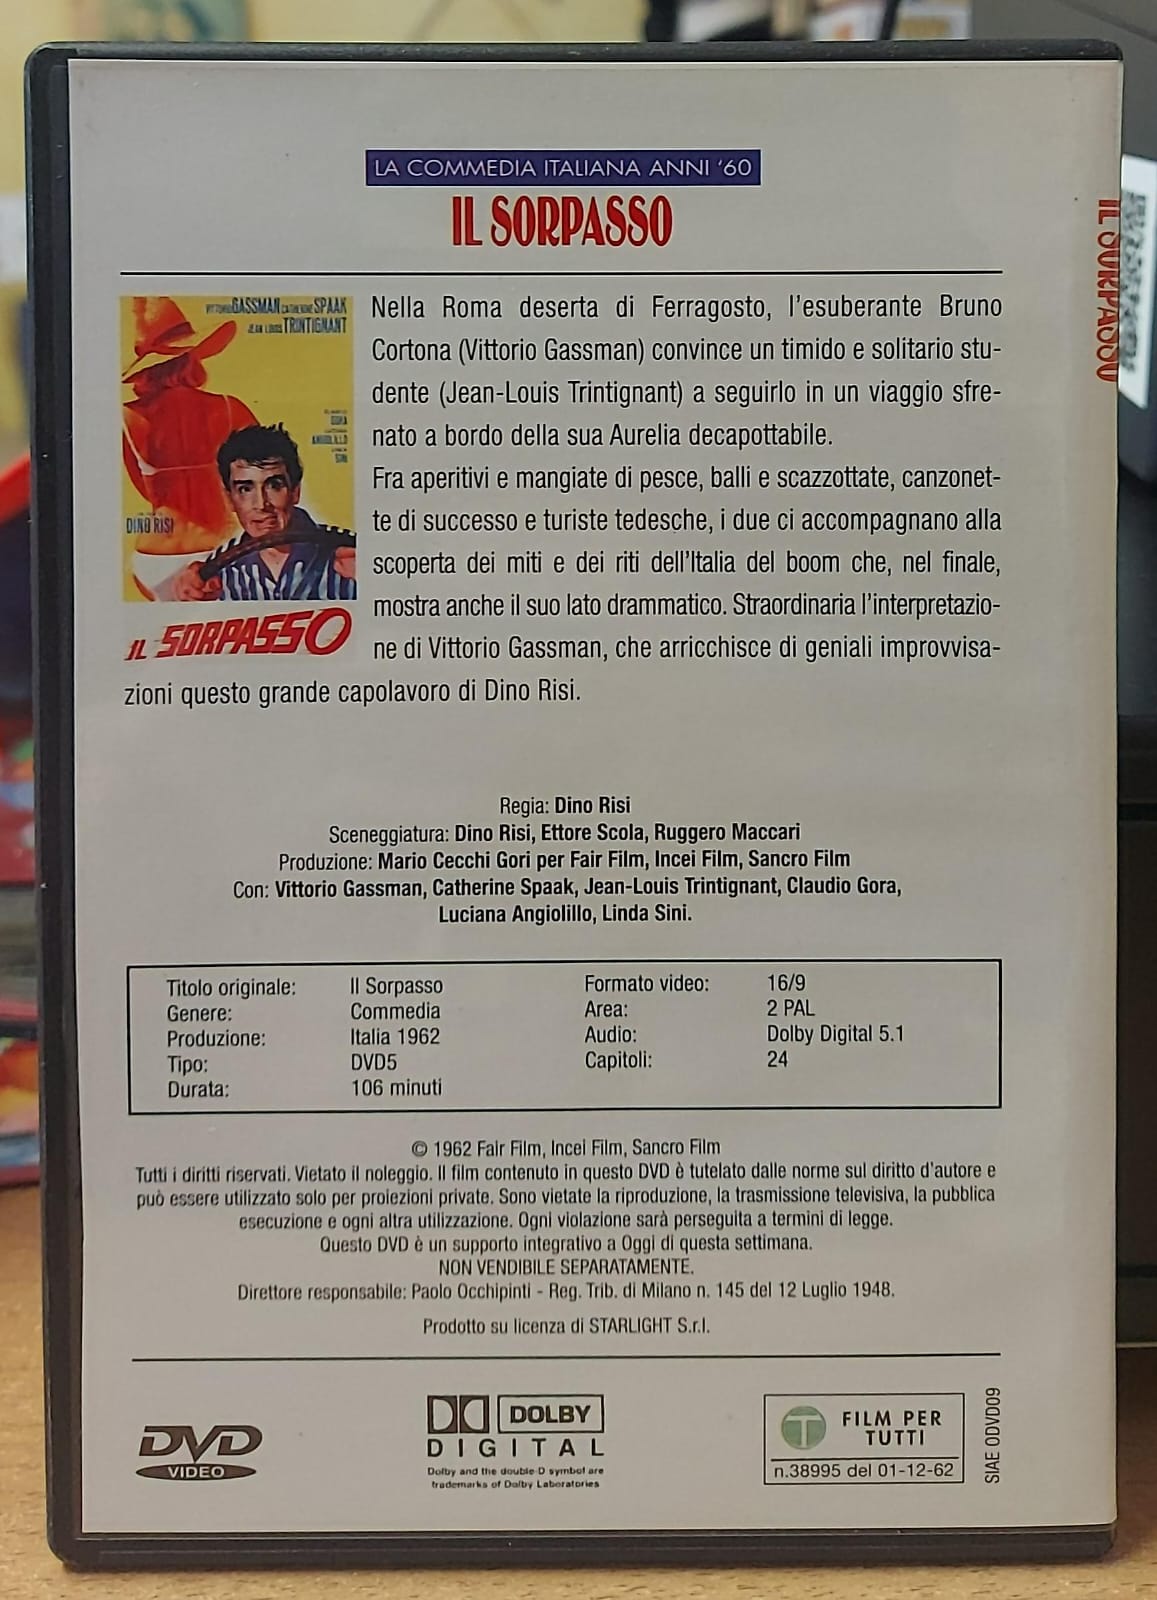 LA COMMEDIA ITALIANA ANNI '60
IL SORPASSO
IL SORPASSO
VITTORIO GASSMAN CATHERINE SPAAK
JEAN LOUIS TRINTIGNANT
GORA
ANGIOLILLO
SINI
DINO RISI
IL SORPASSO
Nella Roma deserta di Ferragosto, l'esuberante Bruno
Cortona (Vittorio Gassman) convince un timido e solitario stu-
dente (Jean-Louis Trintignant) a seguirlo in un viaggio sfre-
nato a bordo della sua Aurelia decapottabile.
Fra aperitivi e mangiate di pesce, balli e scazzottate, canzonet-
te di successo e turiste tedesche, i due ci accompagnano alla
scoperta dei miti e dei riti dell'Italia del boom che, nel finale,
mostra anche il suo lato drammatico. Straordinaria l'interpretazio-
ne di Vittorio Gassman, che arricchisce di geniali improvvisa-
zioni questo grande capolavoro di Dino Risi.
Regia: Dino Risi
Sceneggiatura: Dino Risi, Ettore Scola, Ruggero Maccari
Produzione: Mario Cecchi Gori per Fair Film, Incei Film, Sancro Film
Con: Vittorio Gassman, Catherine Spaak, Jean-Louis Trintignant, Claudio Gora,
Luciana Angiolillo, Linda Sini.
Titolo originale: Il Sorpasso
Genere: Commedia
Produzione: Italia 1962
Tipo: DVD5
Durata: 106 minuti
Formato video: 16/9
Area: 2 PAL
Audio: Dolby Digital 5.1
Capitoli: 24
© 1962 Fair Film, Incei Film, Sancro Film
Tutti i diritti riservati. Vietato il noleggio. Il film contenuto in questo DVD è tutelato dalle norme sul diritto d'autore e
può essere utilizzato solo per proiezioni private. Sono vietate la riproduzione, la trasmissione televisiva, la pubblica
esecuzione e ogni altra utilizzazione. Ogni violazione sarà perseguita a termini di legge.
Questo DVD è un supporto integrativo a Oggi di questa settimana.
NON VENDIBILE SEPARATAMENTE.
Direttore responsabile: Paolo Occhipinti - Reg. Trib. di Milano n. 145 del 12 Luglio 1948.
Prodotto su licenza di STARLIGHT S.r.l.
DVD
VIDEO
DOLBY
DIGITAL
Dolby and the double-D symbol are
trademarks of Dolby Laboratories
T
FILM PER
TUTTI
n.38995 del 01-12-62
SIAE ODVD09